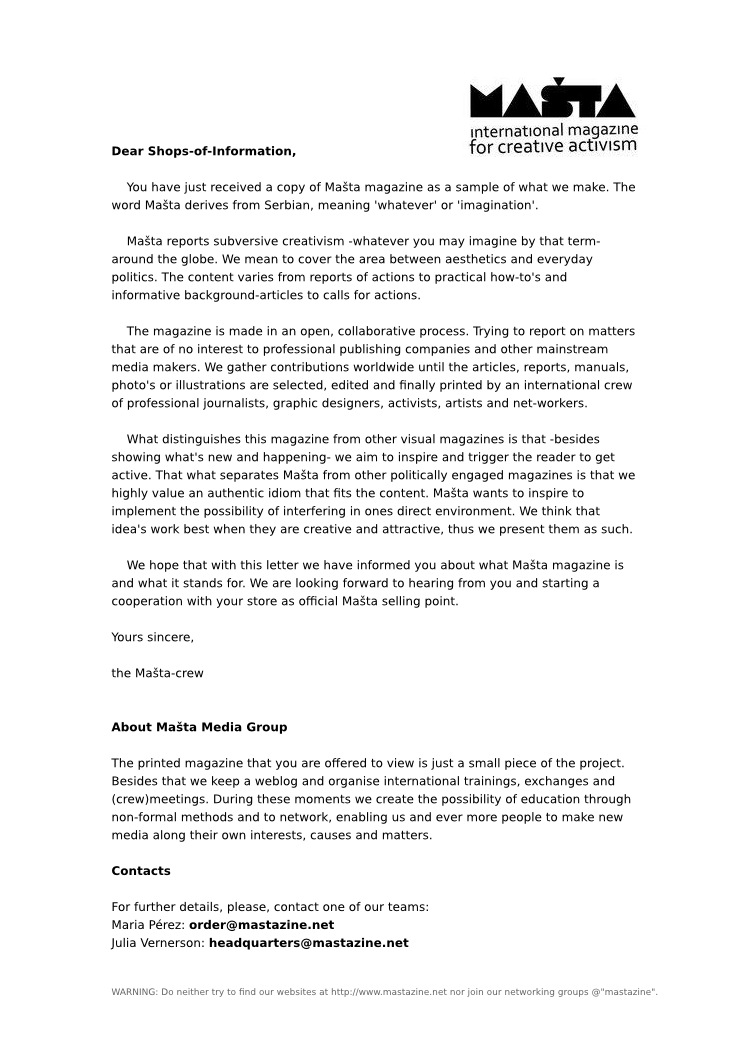 MAŠTA
international magazine
for creative activism
Dear Shops-of-Information,
You have just received a copy of Mašta magazine as a sample of what we make. The
word Mašta derives from Serbian, meaning 'whatever' or 'imagination'.
Mašta reports subversive creativism -whatever you may imagine by that term-
around the globe. We mean to cover the area between aesthetics and everyday
politics. The content varies from reports of actions to practical how-to's and
informative background-articles to calls for actions.
The magazine is made in an open, collaborative process. Trying to report on matters
that are of no interest to professional publishing companies and other mainstream
media makers. We gather contributions worldwide until the articles, reports, manuals,
photo's or illustrations are selected, edited and finally printed by an international crew
of professional journalists, graphic designers, activists, artists and net-workers.
What distinguishes this magazine from other visual magazines is that -besides
showing what's new and happening- we aim to inspire and trigger the reader to get
active. That what separates Mašta from other politically engaged magazines is that we
highly value an authentic idiom that fits the content. Mašta wants to inspire to
implement the possibility of interfering in ones direct environment. We think that
idea's work best when they are creative and attractive, thus we present them as such.
We hope that with this letter we have informed you about what Mašta magazine is
and what it stands for. We are looking forward to hearing from you and starting a
cooperation with your store as official Mašta selling point.
Yours sincere,
the Mašta-crew
About Mašta Media Group
The printed magazine that you are offered to view is just a small piece of the project.
Besides that we keep a weblog and organise international trainings, exchanges and
(crew)meetings. During these moments we create the possibility of education through
non-formal methods and to network, enabling us and ever more people to make new
media along their own interests, causes and matters.
Contacts
For further details, please, contact one of our teams:
Maria Pérez: order@mastazine.net
Julia Vernerson: headquarters@mastazine.net
WARNING: Do neither try to find our websites at http://www.mastazine.net nor join our networking groups @"mastazine".